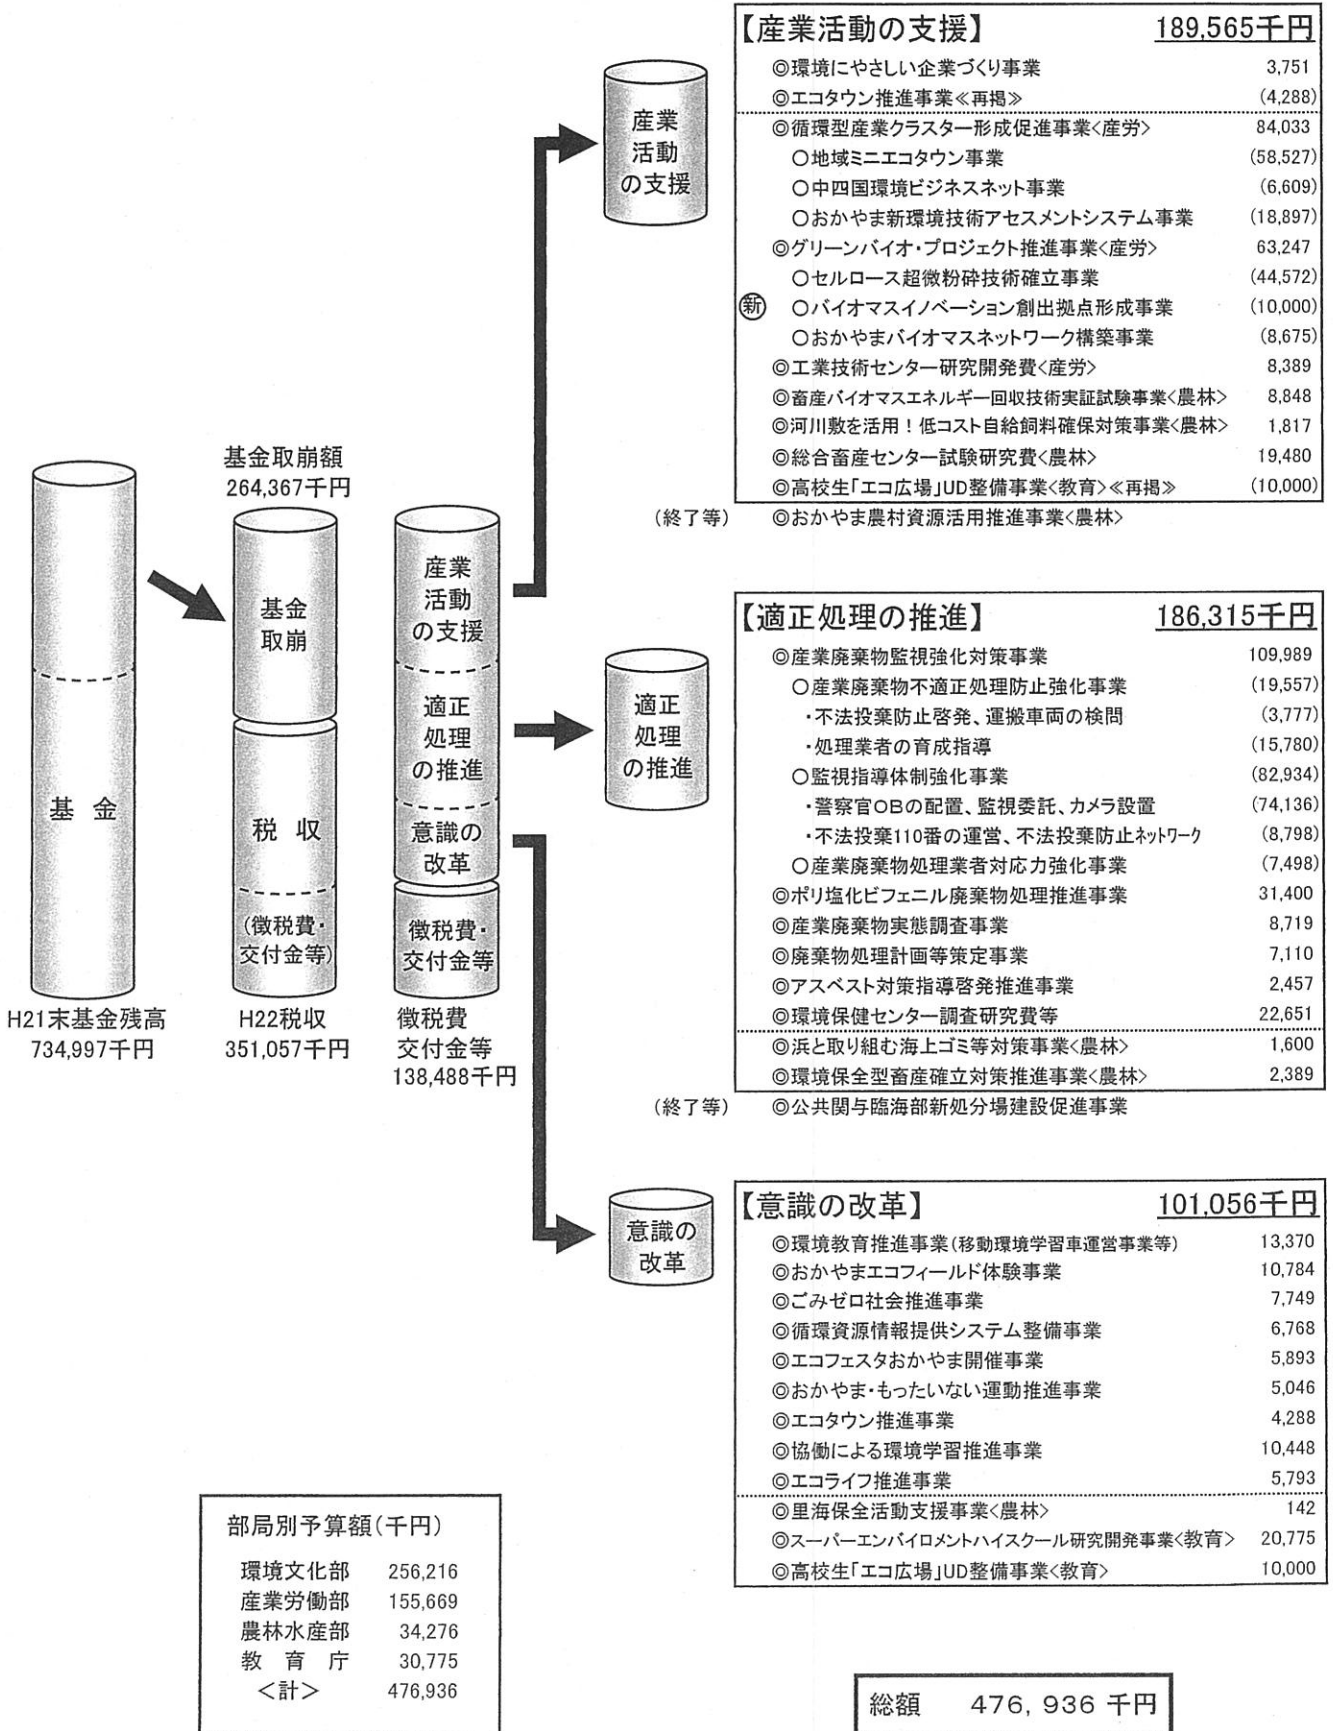 【産業活動の支援】 189,565千円
◎環境にやさしい企業づくり事業 3,751
◎エコタウン推進事業≪再掲≫ (4,288)
◎循環型産業クラスター形成促進事業<産労> 84,033
○地域ミニエコタウン事業 (58,527)
○中四国環境ビジネスネット事業 (6,609)
○おかやま新環境技術アセスメントシステム事業 (18,897)
◎グリーンバイオ・プロジェクト推進事業<産労> 63,247
○セルロース超微粉砕技術確立事業 (44,572)
新 ○バイオマスイノベーション創出拠点形成事業 (10,000)
○おかやまバイオマスネットワーク構築事業 (8,675)
◎工業技術センター研究開発費<産労> 8,389
◎畜産バイオマスエネルギー回収技術実証試験事業<農林> 8,848
◎河川敷を活用！低コスト自給飼料確保対策事業<農林> 1,817
◎総合畜産センター試験研究費<農林> 19,480
◎高校生「エコ広場」UD整備事業<教育>≪再掲≫ (10,000)
(終了等) ◎おかやま農村資源活用推進事業<農林>
産業
活動
の支援
基金取崩額
264,367千円
基 金
H21末基金残高
734,997千円
基金
取崩
税 収
(徴税費・
交付金等)
H22税収
351,057千円
産業
活動
の支援
適正
処理
の推進
意識の
改革
徴税費・
交付金等
徴税費
交付金等
138,488千円
適正
処理
の推進
【適正処理の推進】 186,315千円
◎産業廃棄物監視強化対策事業 109,989
○産業廃棄物不適正処理防止強化事業 (19,557)
・不法投棄防止啓発、運搬車両の検問 (3,777)
・処理業者の育成指導 (15,780)
○監視指導体制強化事業 (82,934)
・警察官OBの配置、監視委託、カメラ設置 (74,136)
・不法投棄110番の運営、不法投棄防止ネットワーク (8,798)
○産業廃棄物処理業者対応力強化事業 (7,498)
◎ポリ塩化ビフェニル廃棄物処理推進事業 31,400
◎産業廃棄物実態調査事業 8,719
◎廃棄物処理計画等策定事業 7,110
◎アスベスト対策指導啓発推進事業 2,457
◎環境保健センター調査研究費等 22,651
◎浜と取り組む海上ゴミ等対策事業<農林> 1,600
◎環境保全型畜産確立対策推進事業<農林> 2,389
(終了等) ◎公共関与臨海部新処分場建設促進事業
意識の
改革
【意識の改革】 101,056千円
◎環境教育推進事業(移動環境学習車運営事業等) 13,370
◎おかやまエコフィールド体験事業 10,784
◎ごみゼロ社会推進事業 7,749
◎循環資源情報提供システム整備事業 6,768
◎エコフェスタおかやま開催事業 5,893
◎おかやま・もったいない運動推進事業 5,046
◎エコタウン推進事業 4,288
◎協働による環境学習推進事業 10,448
◎エコライフ推進事業 5,793
◎里海保全活動支援事業<農林> 142
◎スーパーエンバイロメントハイスクール研究開発事業<教育> 20,775
◎高校生「エコ広場」UD整備事業<教育> 10,000
部局別予算額(千円)
環境文化部 256,216
産業労働部 155,669
農林水産部 34,276
教 育 庁 30,775
<計> 476,936
総額 476,936 千円